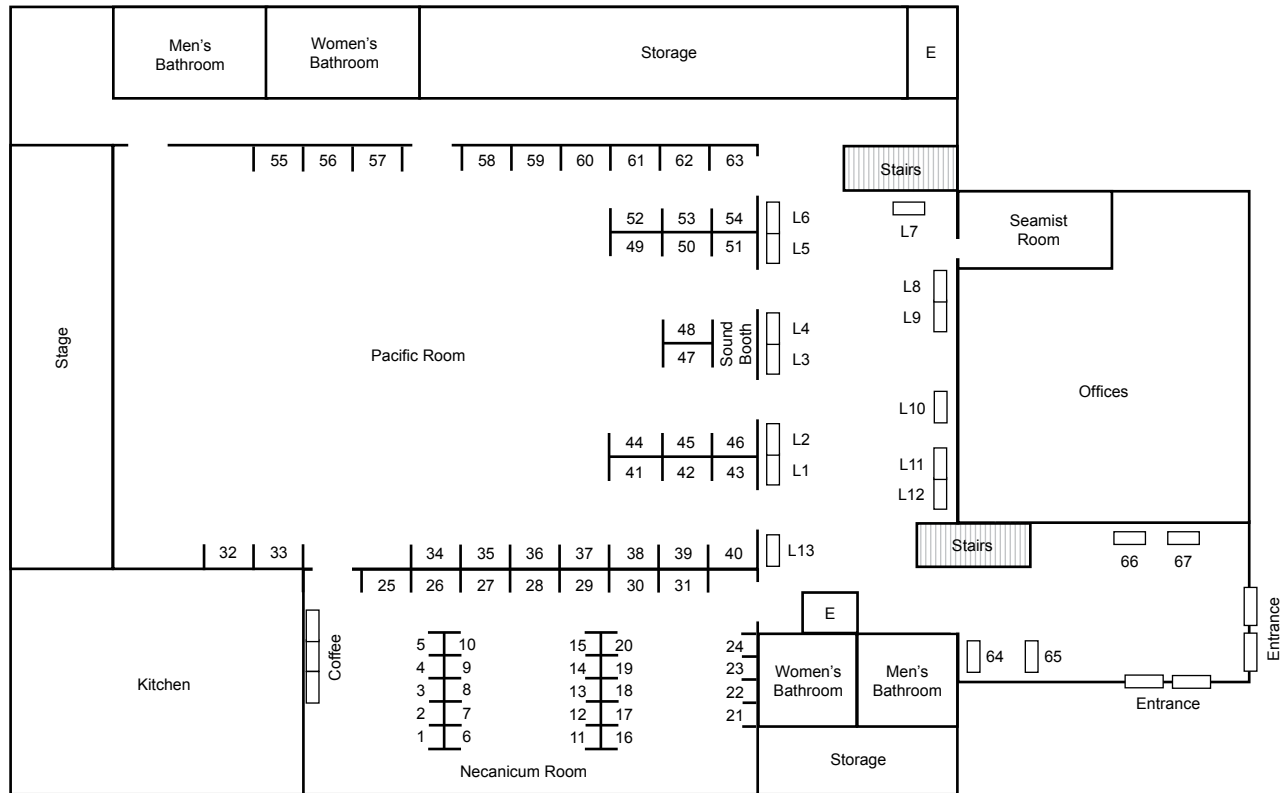 Men's
Bathroom
Women's
Bathroom
Storage
E
55
56
57
58
59
60
61
62
63
Stairs
52
53
54
L6
L7
Seamist
Room
49
50
51
L5
L8
L9
48
47
Sound
Booth
L4
L3
Stage
Pacific Room
L10
Offices
44
45
46
L2
41
42
43
L1
L11
L12
32
33
34
35
36
37
38
39
40
L13
Stairs
66
67
25
26
27
28
29
30
31
E
Entrance
Kitchen
Coffee
5
10
4
9
3
8
2
7
1
6
15
20
14
19
13
18
12
17
11
16
24
23
22
21
Women's
Bathroom
Men's
Bathroom
64
65
Entrance
Necanicum Room
Storage